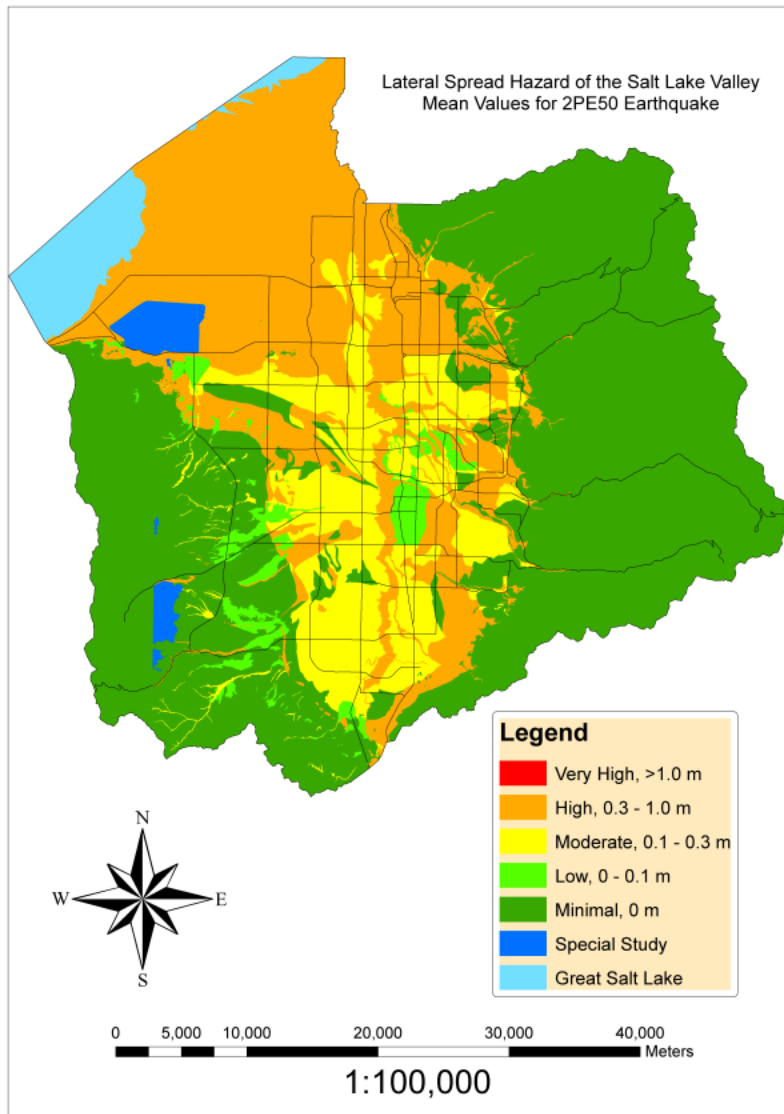 Lateral Spread Hazard of the Salt Lake Valley
Mean Values for 2PE50 Earthquake
Legend
Very High, >1.0 m
High, 0.3 - 1.0 m
Moderate, 0.1 - 0.3 m
Low, 0 - 0.1 m
Minimal, 0 m
Special Study
Great Salt Lake
N
W E
S
0 5,000 10,000 20,000 30,000 40,000
Meters
1:100,000